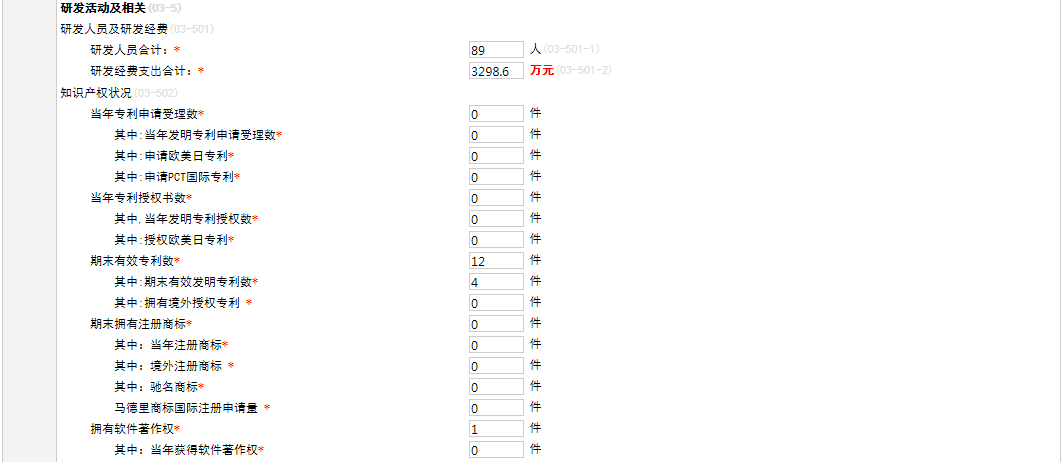 研发活动及相关(03-5)
研发人员及研发经费(03-501)
研发人员合计：* 89 人(03-501-1)
研发经费支出合计：* 3298.6 万元(03-501-2)
知识产权状况(03-502)
当年专利申请受理数* 0 件
其中:当年发明专利申请受理数* 0 件
其中:申请欧美日专利* 0 件
其中:申请PCT国际专利* 0 件
当年专利授权书数* 0 件
其中,当年发明专利授权数* 0 件
其中:授权欧美日专利* 0 件
期末有效专利数* 12 件
其中:期末有效发明专利数* 4 件
其中:拥有境外授权专利 * 0 件
期末拥有注册商标* 0 件
其中：当年注册商标* 0 件
其中：境外注册商标 * 0 件
其中：驰名商标* 0 件
马德里商标国际注册申请量 * 0 件
拥有软件著作权* 1 件
其中：当年获得软件著作权* 0 件